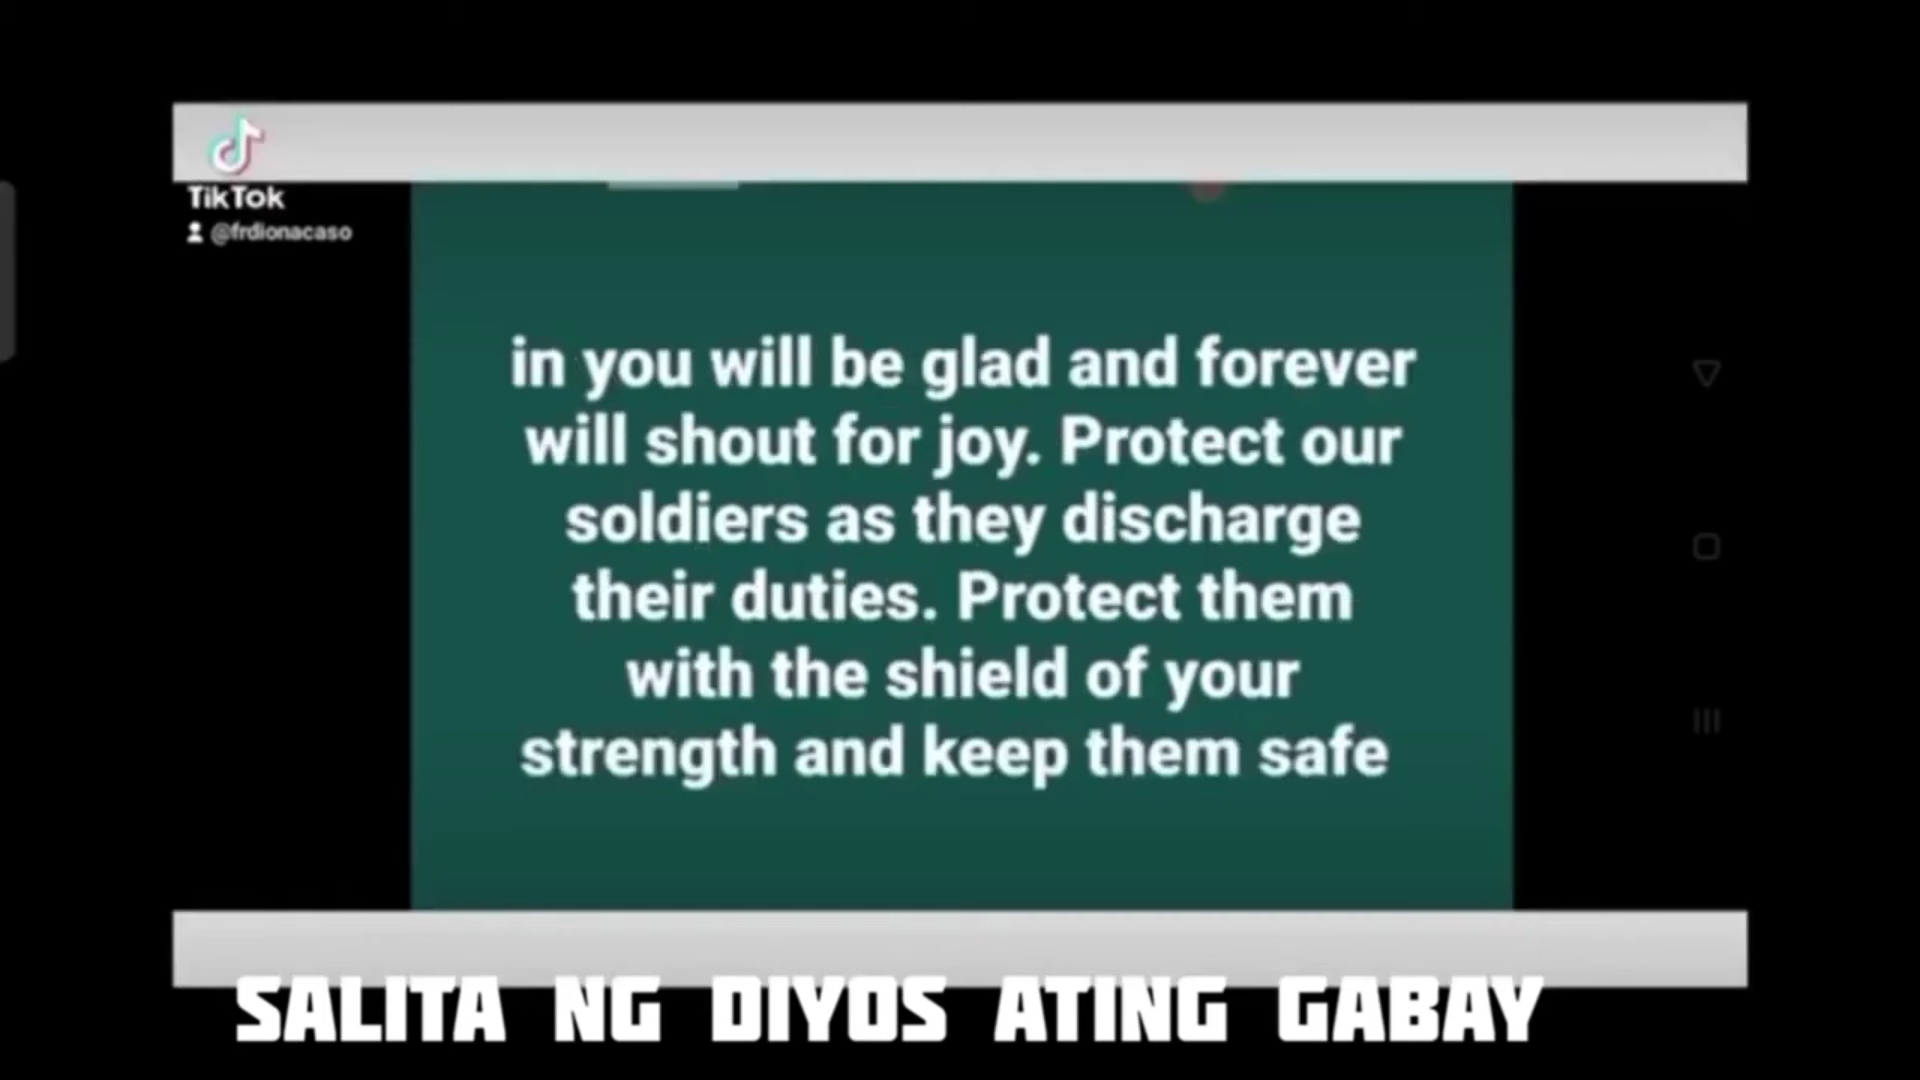 TikTok
@frdionacaso
in you will be glad and forever
will shout for joy. Protect our
soldiers as they discharge
their duties. Protect them
with the shield of your
strength and keep them safe
SALITA NG DIYOS ATING GABAY